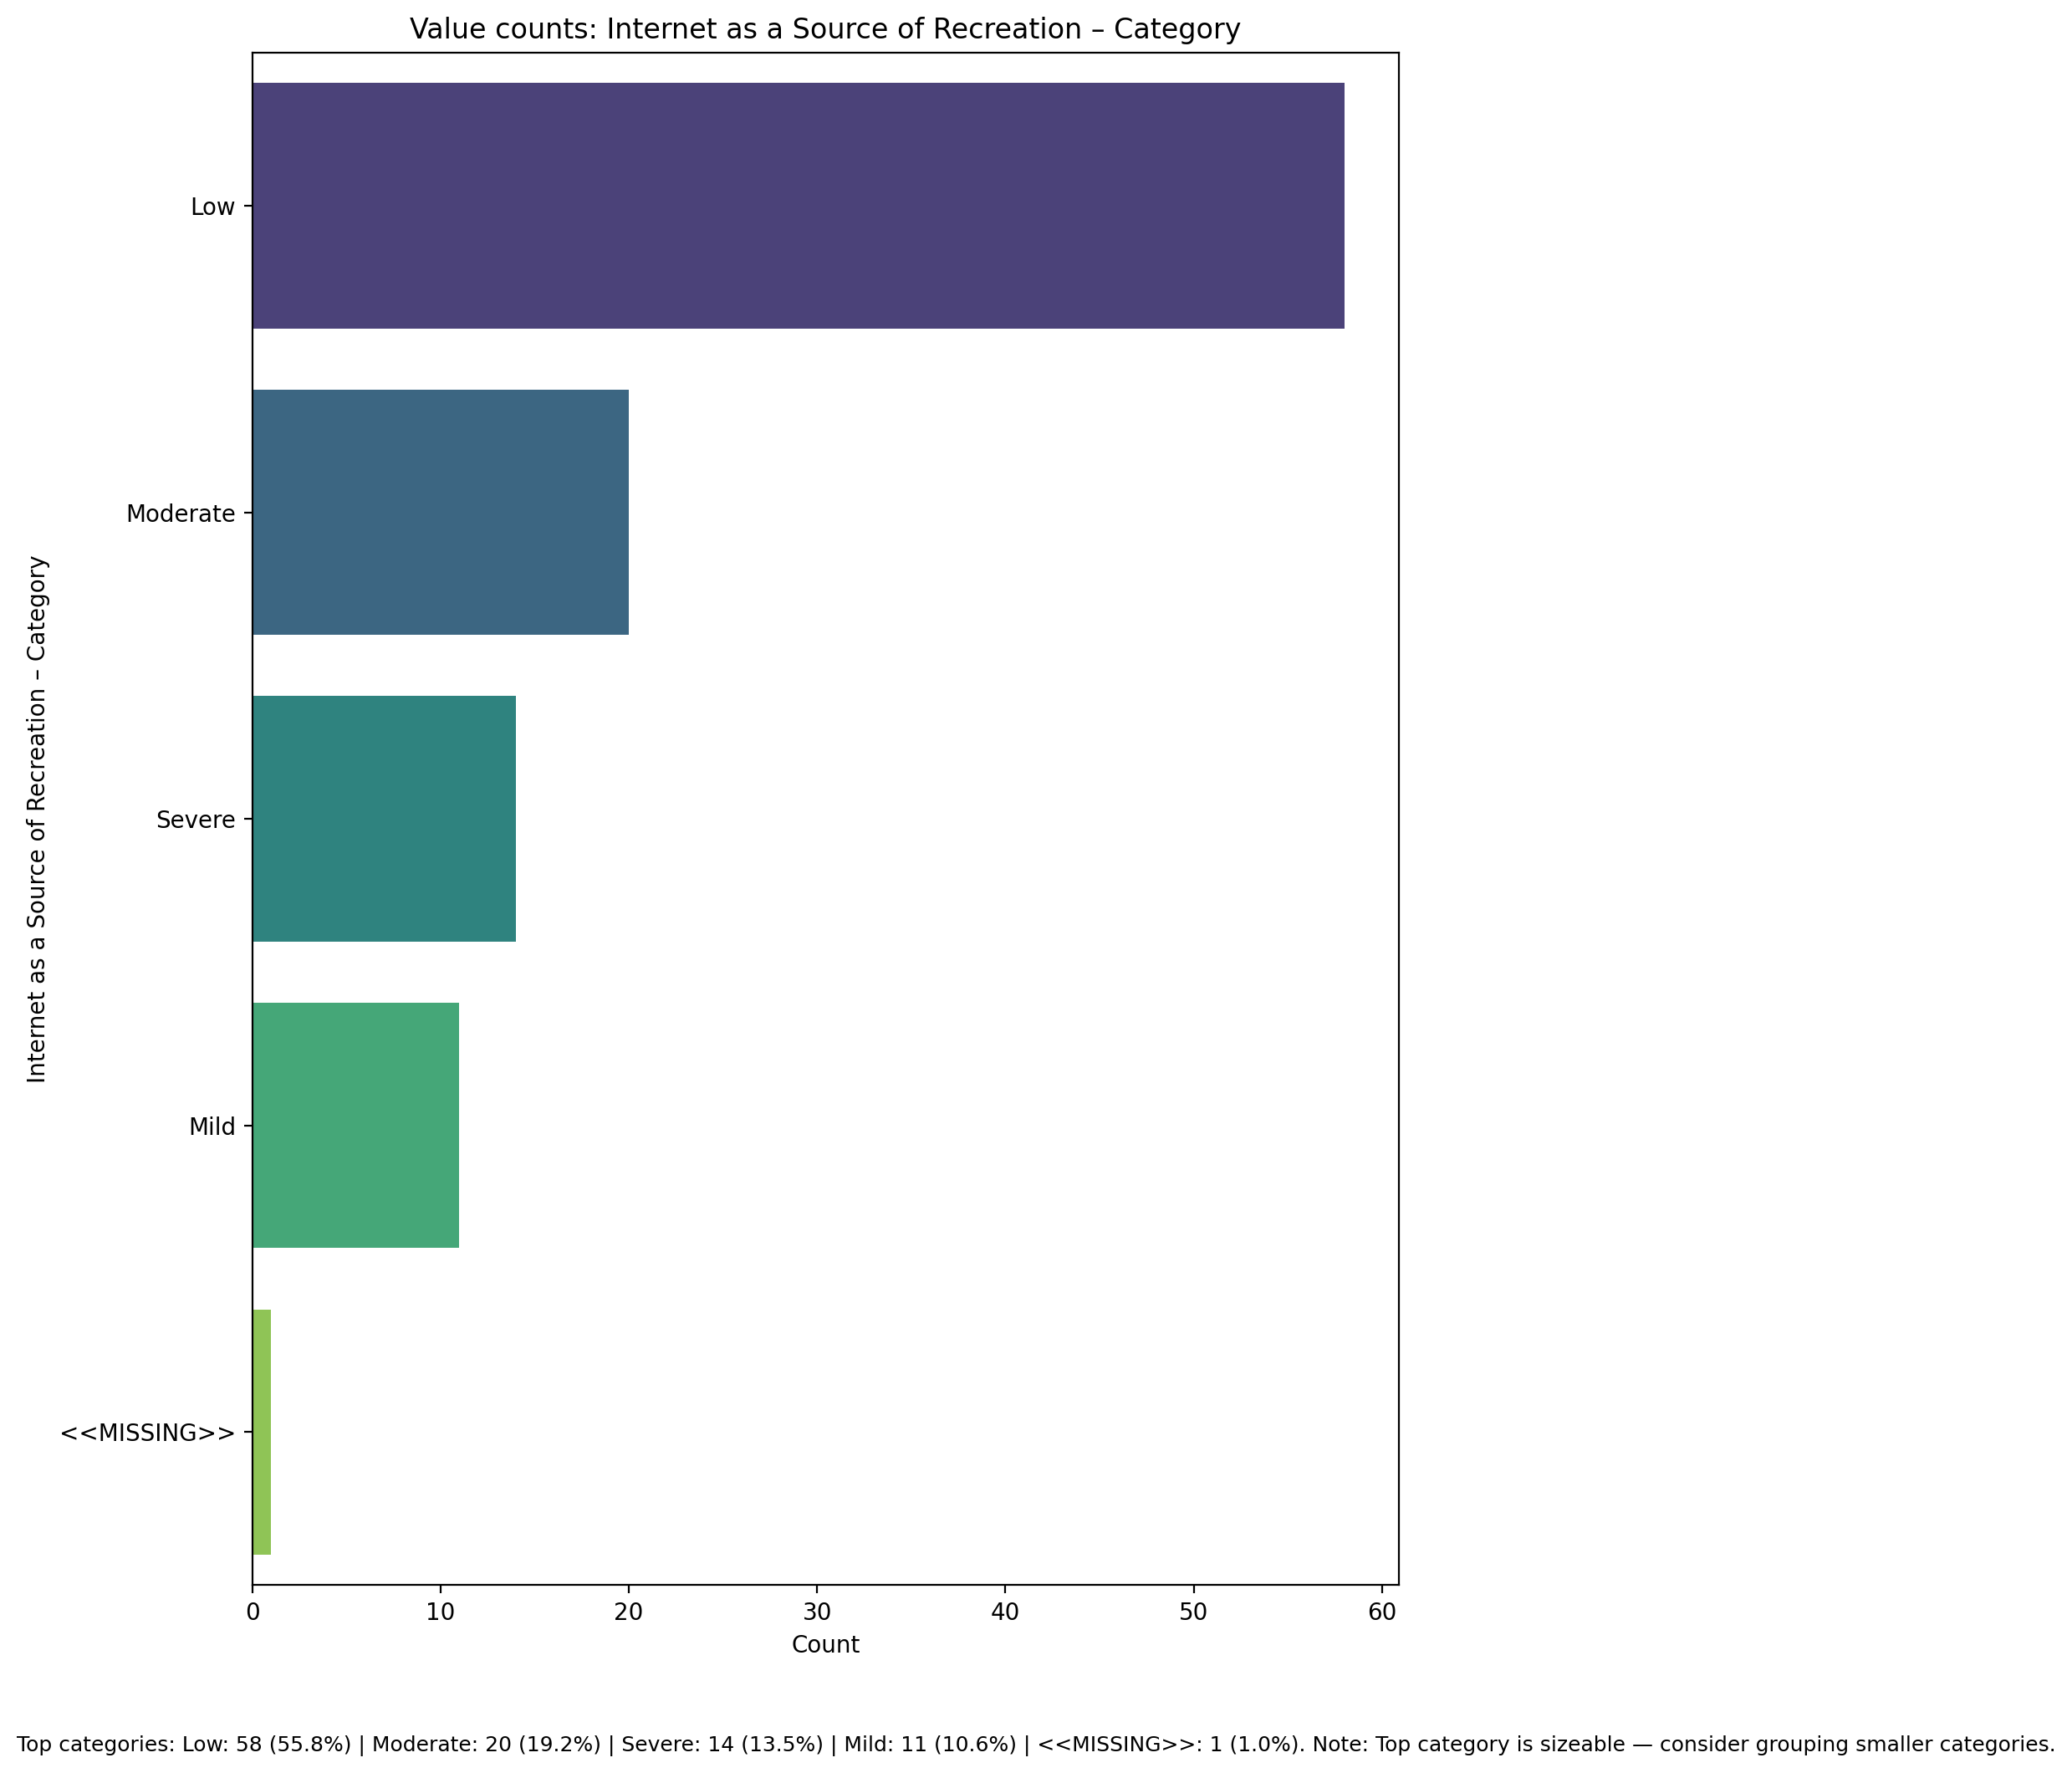 Value counts: Internet as a Source of Recreation – Category
Internet as a Source of Recreation – Category
Low
Moderate
Severe
Mild
<<MISSING>>
0 10 20 30 40 50 60
Count
Top categories: Low: 58 (55.8%) | Moderate: 20 (19.2%) | Severe: 14 (13.5%) | Mild: 11 (10.6%) | <<MISSING>>: 1 (1.0%). Note: Top category is sizeable — consider grouping smaller categories.